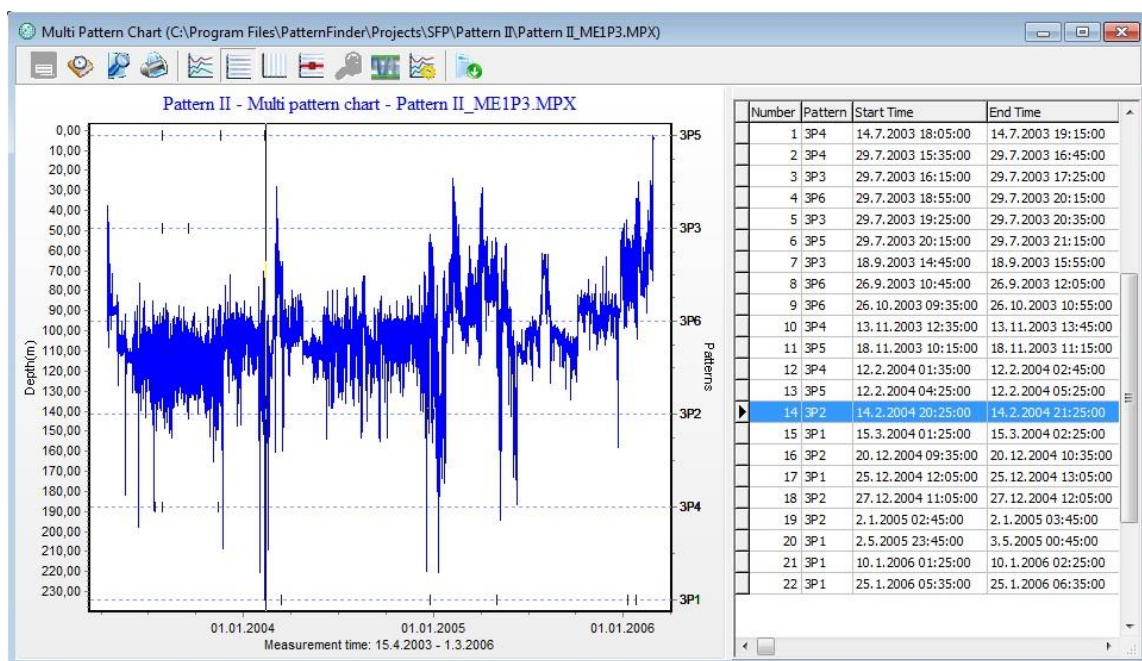 Multi Pattern Chart (C:\Program Files\PatternFinder\Projects\SFP\Pattern II\Pattern II_ME1P3.MPX)
Pattern II - Multi pattern chart - Pattern II_ME1P3.MPX
0,00
10,00
20,00
30,00
40,00
50,00
60,00
70,00
80,00
90,00
100,00
110,00
120,00
130,00
140,00
150,00
160,00
170,00
180,00
190,00
200,00
210,00
220,00
230,00
Depth(m)
3P5
3P3
3P6
3P2
3P4
3P1
Patterns
01.01.2004 01.01.2005 01.01.2006
Measurement time: 15.4.2003 - 1.3.2006
Number Pattern Start Time End Time
1 3P4 14.7.2003 18:05:00 14.7.2003 19:15:00
2 3P4 29.7.2003 15:35:00 29.7.2003 16:45:00
3 3P3 29.7.2003 16:15:00 29.7.2003 17:25:00
4 3P6 29.7.2003 18:55:00 29.7.2003 20:15:00
5 3P3 29.7.2003 19:25:00 29.7.2003 20:35:00
6 3P5 29.7.2003 20:15:00 29.7.2003 21:15:00
7 3P3 18.9.2003 14:45:00 18.9.2003 15:55:00
8 3P6 26.9.2003 10:45:00 26.9.2003 12:05:00
9 3P6 26.10.2003 09:35:00 26.10.2003 10:55:00
10 3P4 13.11.2003 12:35:00 13.11.2003 13:45:00
11 3P5 18.11.2003 10:15:00 18.11.2003 11:15:00
12 3P4 12.2.2004 01:35:00 12.2.2004 02:45:00
13 3P5 12.2.2004 04:25:00 12.2.2004 05:25:00
14 3P2 14.2.2004 20:25:00 14.2.2004 21:25:00
15 3P1 15.3.2004 01:25:00 15.3.2004 02:25:00
16 3P2 20.12.2004 09:35:00 20.12.2004 10:35:00
17 3P1 25.12.2004 12:05:00 25.12.2004 13:05:00
18 3P2 27.12.2004 11:05:00 27.12.2004 12:05:00
19 3P2 2.1.2005 02:45:00 2.1.2005 03:45:00
20 3P1 2.5.2005 23:45:00 3.5.2005 00:45:00
21 3P1 10.1.2006 01:25:00 10.1.2006 02:25:00
22 3P1 25.1.2006 05:35:00 25.1.2006 06:35:00